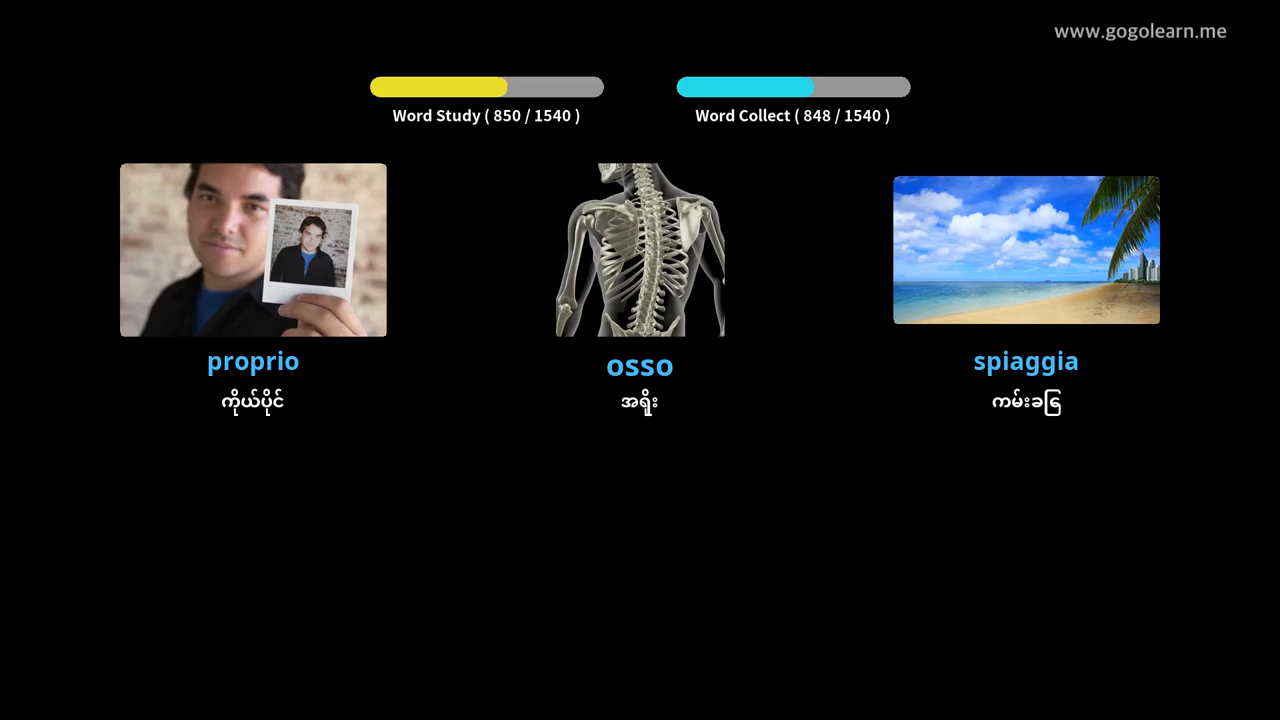 www.gogolearn.me
Word Study ( 850 / 1540 )
Word Collect ( 848 / 1540 )
proprio
osso
spiaggia
ကိုယ်ပိုင်
အရိုး
ကမ်းခြေ